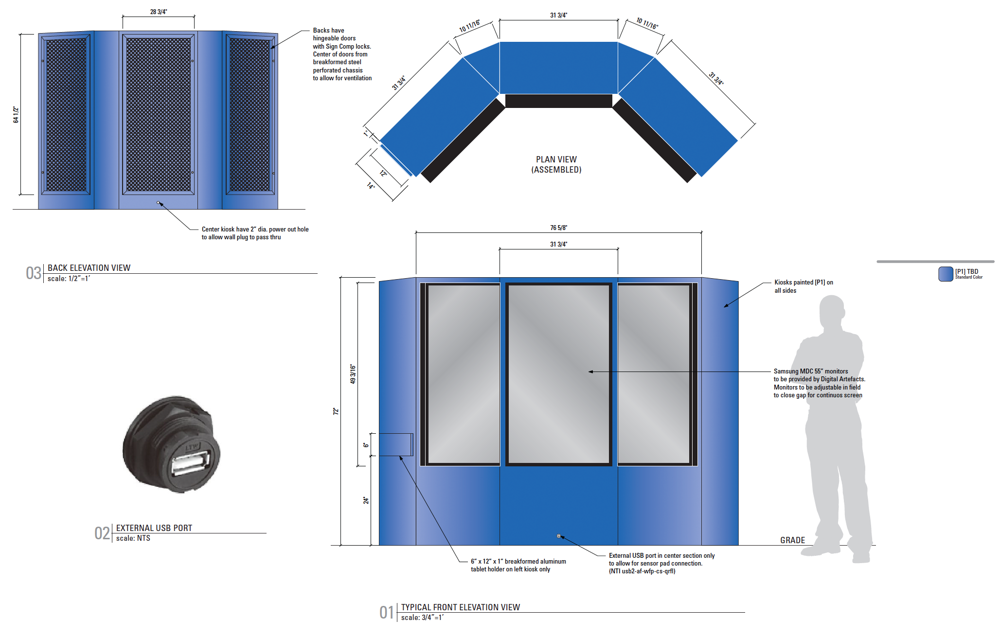 28 3/4"
64 1/2"
Backs have
hingeable doors
with Sign Comp locks.
Center of doors from
breakformed steel
perforated chassis
to allow for ventilation
Center kiosk have 2” dia. power out hole
to allow wall plug to pass thru
03
BACK ELEVATION VIEW
scale: 1/2”=1’
31 3/4"
10 11/16"
10 11/16"
31 3/4"
31 3/4"
1"
12"
14"
PLAN VIEW
(ASSEMBLED)
76 5/8"
31 3/4"
72"
49 3/16"
6"
24"
[P1] TBD
Standard Color
Kiosks painted [P1] on
all sides
Samsung MDC 55” monitors
to be provided by Digital Artefacts.
Monitors to be adjustable in field
to close gap for continuos screen
GRADE
LTW
02
EXTERNAL USB PORT
scale: NTS
6” x 12” x 1” breakformed aluminum
tablet holder on left kiosk only
External USB port in center section only
to allow for sensor pad connection.
(NTI usb2-af-wfp-cs-qrfl)
01
TYPICAL FRONT ELEVATION VIEW
scale: 3/4”=1’